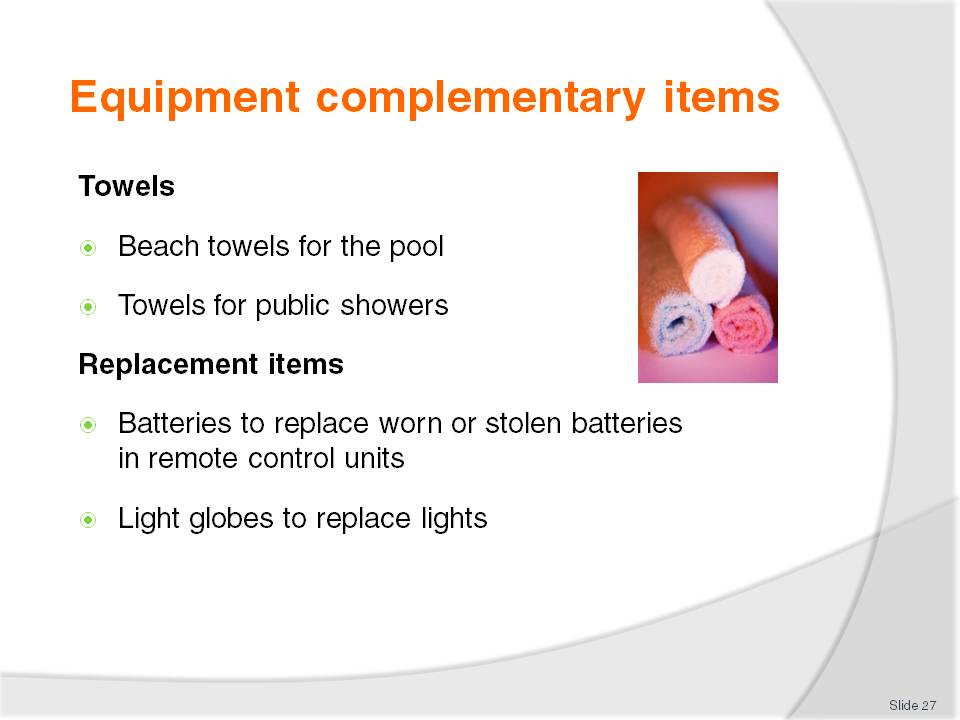 Equipment complementary items
Towels
Beach towels for the pool
Towels for public showers
Replacement items
Batteries to replace worn or stolen batteries
in remote control units
Light globes to replace lights
Slide 27